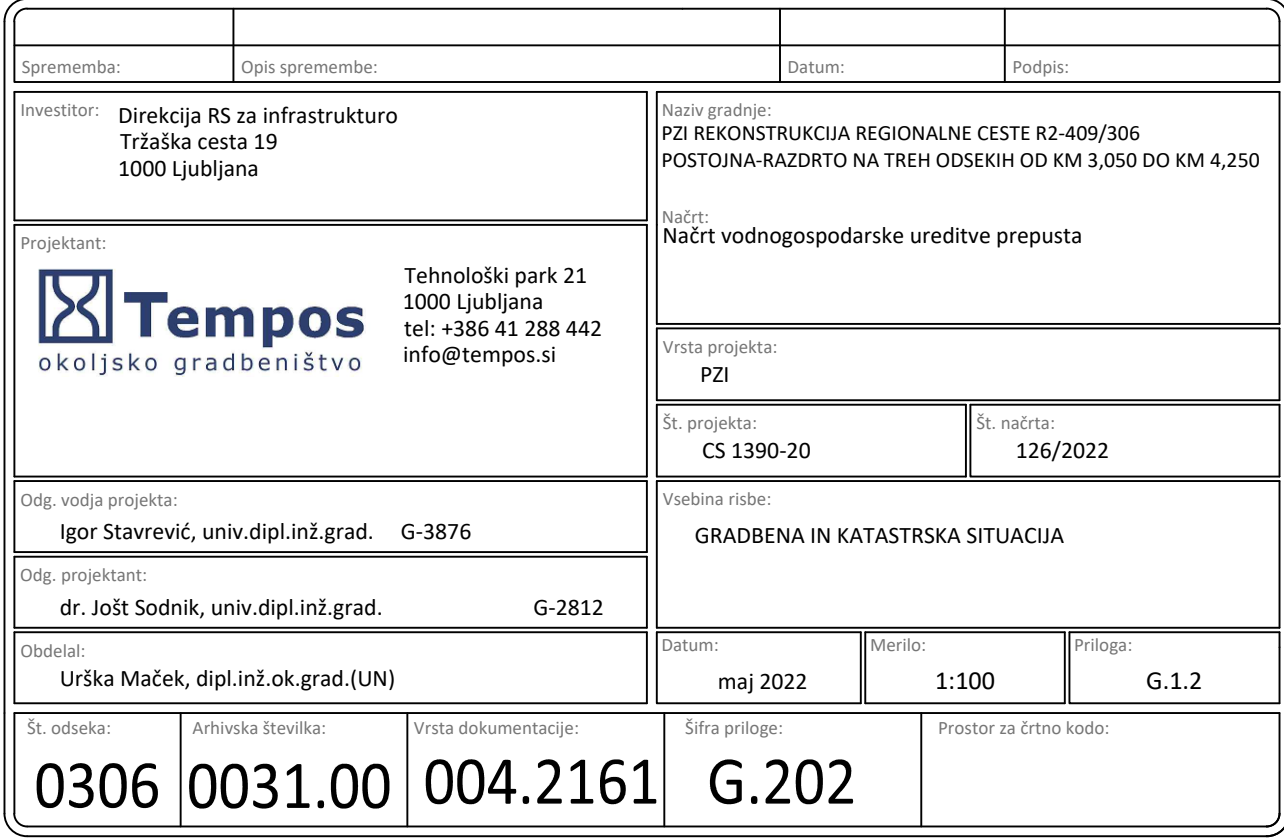 Sprememba:
Opis spremembe:
Datum:
Podpis:
Investitor:
Direkcija RS za infrastrukturo
Tržaška cesta 19
1000 Ljubljana
Naziv gradnje:
PZI REKONSTRUKCIJA REGIONALNE CESTE R2-409/306
POSTOJNA-RAZDRTO NA TREH ODSEKIH OD KM 3,050 DO KM 4,250
Načrt:
Načrt vodnogospodarske ureditve prepusta
Projektant:
Tempos
okoljsko gradbeništvo
Tehnološki park 21
1000 Ljubljana
tel: +386 41 288 442
info@tempos.si
Vrsta projekta:
PZI
Št. projekta:
CS 1390-20
Št. načrta:
126/2022
Odg. vodja projekta:
Igor Stavrević, univ.dipl.inž.grad. G-3876
Vsebina risbe:
GRADBENA IN KATASTRSKA SITUACIJA
Odg. projektant:
dr. Jošt Sodnik, univ.dipl.inž.grad. G-2812
Obdelal:
Urška Maček, dipl.inž.ok.grad.(UN)
Datum:
maj 2022
Merilo:
1:100
Priloga:
G.1.2
Št. odseka:
0306
Arhivska številka:
0031.00
Vrsta dokumentacije:
004.2161
Šifra priloge:
G.202
Prostor za črtno kodo: